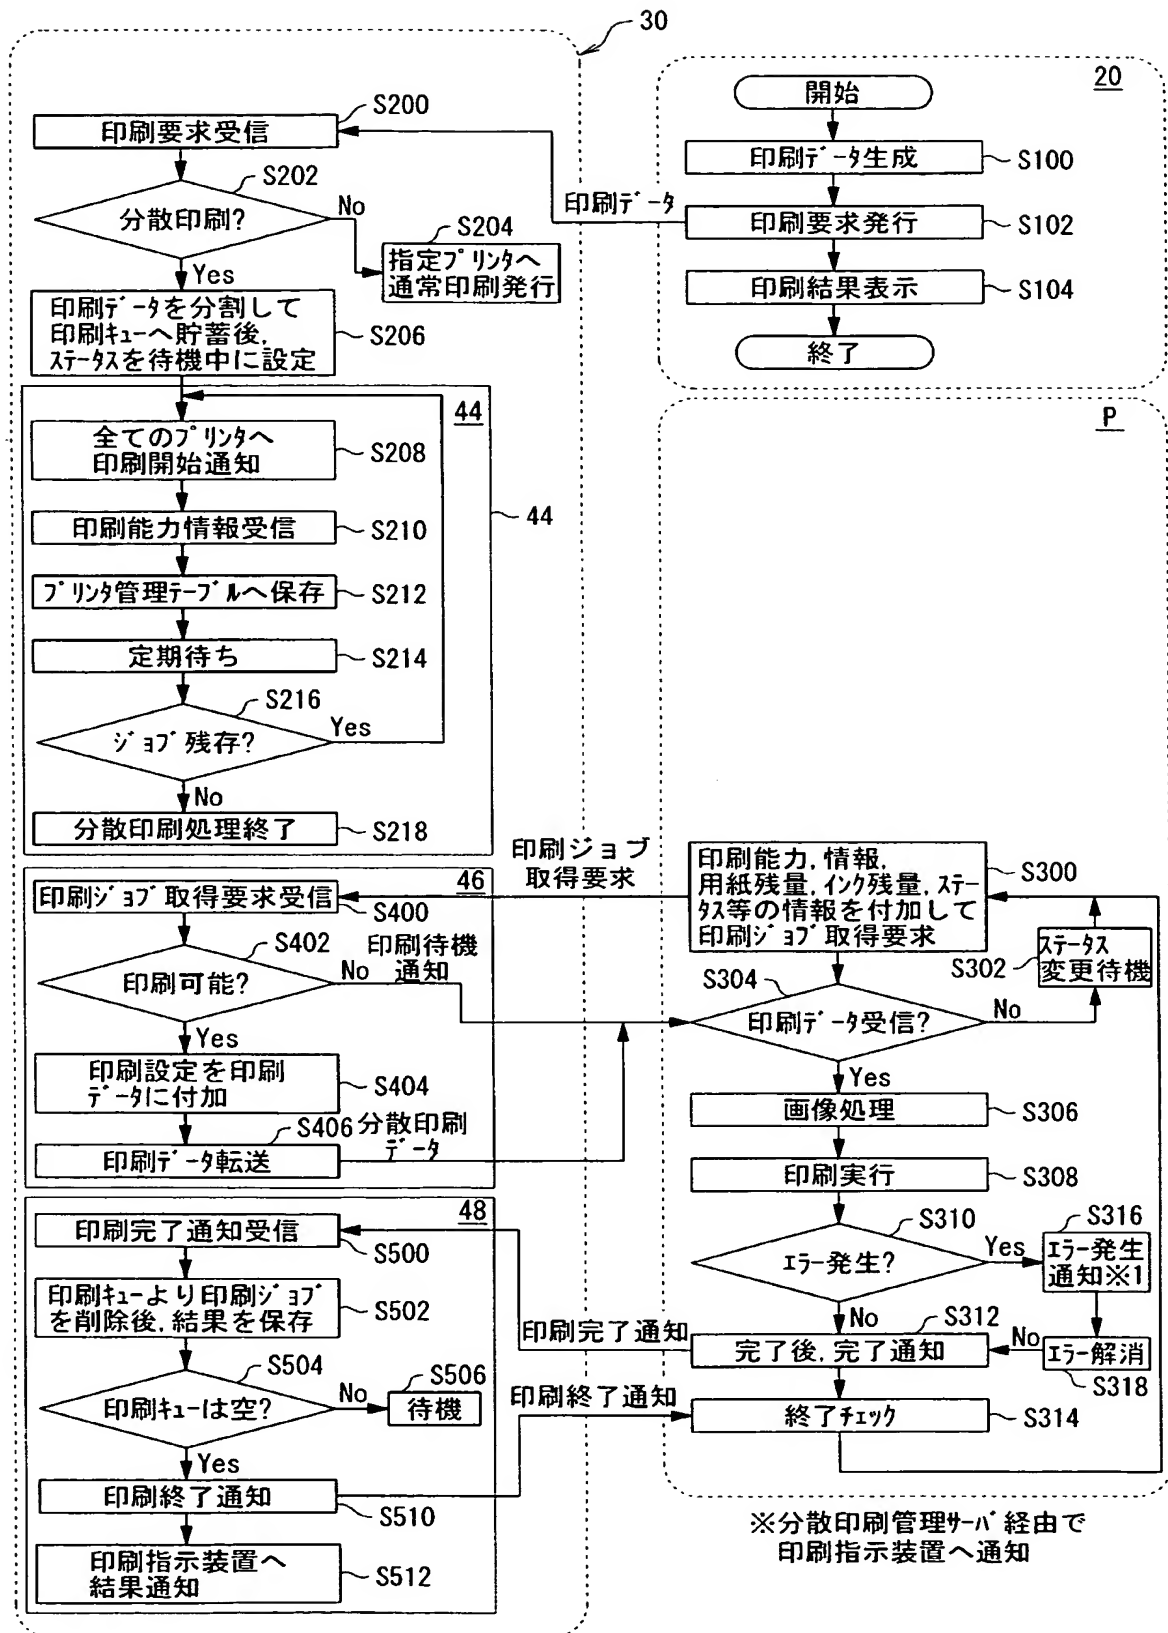 30
20
開始
印刷データ生成
S100
印刷要求発行
S102
印刷データ
印刷結果表示
S104
終了
S200
印刷要求受信
S202
分散印刷?
No
Yes
S204
指定プリンタへ
通常印刷発行
印刷データを分割して
印刷キューへ貯蓄後,
ステータスを待機中に設定
S206
44
全てのプリンタへ
印刷開始通知
S208
44
印刷能力情報受信
S210
プリンタ管理テーブルへ保存
S212
定期待ち
S214
S216
ジョブ残存?
Yes
No
分散印刷処理終了
S218
46
印刷ジョブ取得要求受信
S400
S402
印刷可能?
No
印刷待機
通知
Yes
印刷設定を印刷
データに付加
S404
S406
分散印刷
データ
印刷データ転送
48
印刷完了通知受信
S500
印刷キューより印刷ジョブ
を削除後,結果を保存
S502
S504
印刷キューは空?
No
S506
待機
Yes
印刷終了通知
S510
印刷指示装置へ
結果通知
S512
P
印刷ジョブ
取得要求
印刷能力,情報,
用紙残量,インク残量,ステー
タス等の情報を付加して
印刷ジョブ取得要求
S300
ステータス
変更待機
S302
S304
印刷データ受信?
No
Yes
画像処理
S306
印刷実行
S308
S310
エラー発生?
Yes
S316
エラー発生
通知※1
No
S312
印刷完了通知
完了後,完了通知
No
エラー解消
S318
印刷終了通知
終了チェック
S314
※分散印刷管理サーバ経由で
印刷指示装置へ通知